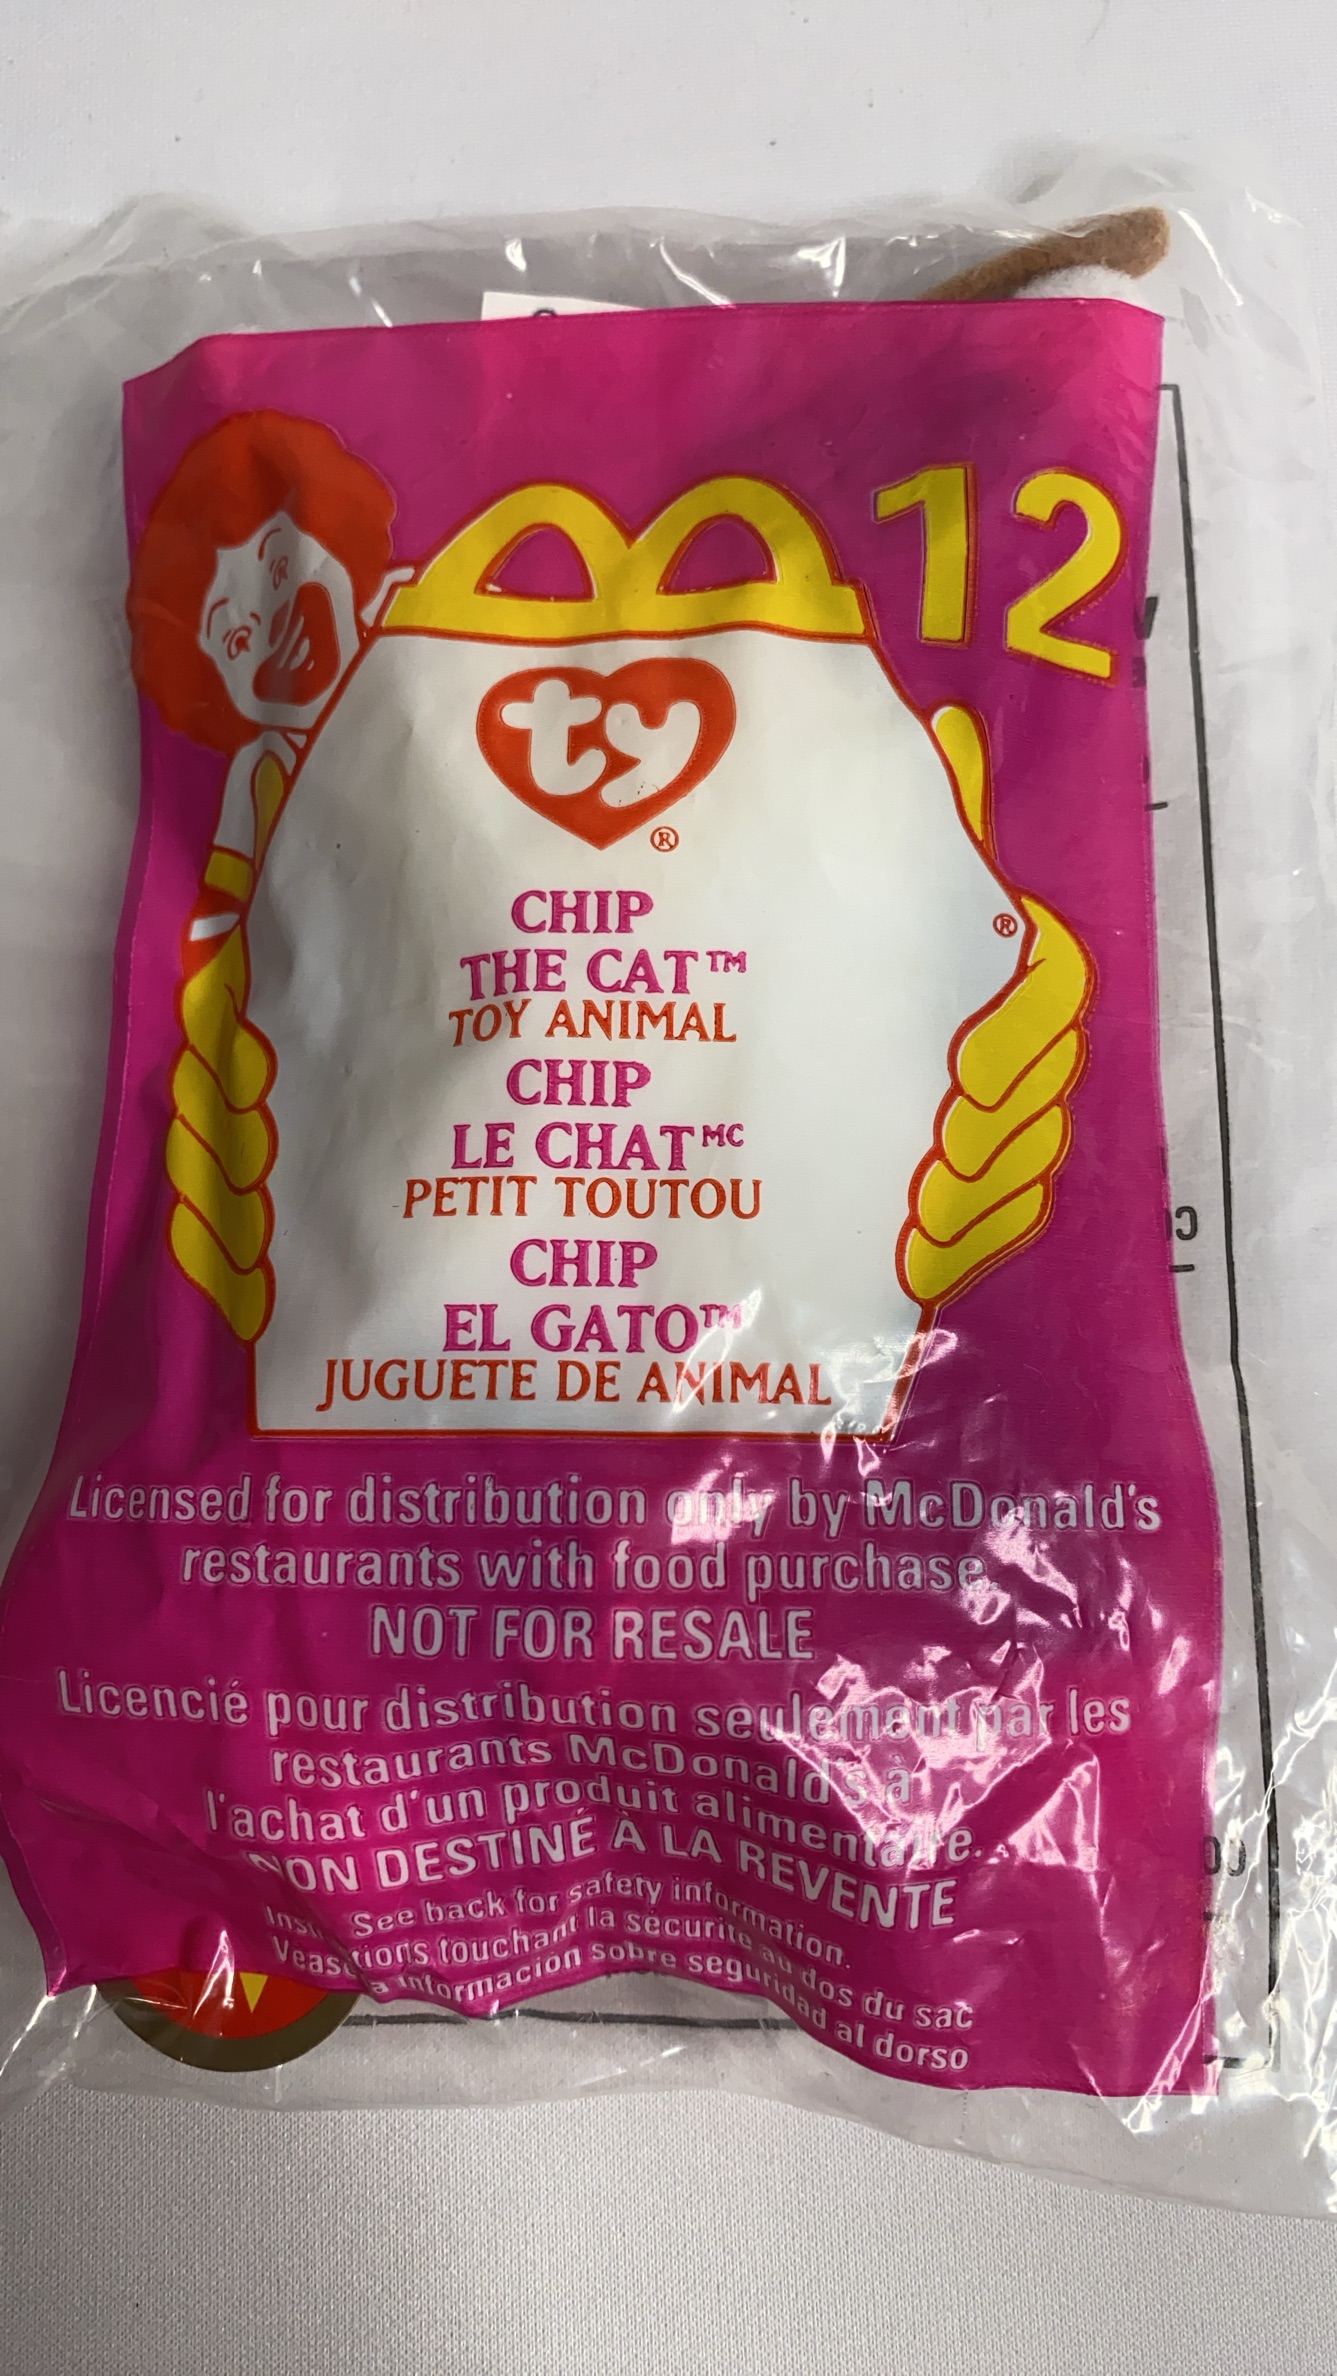 12
ty
®
CHIP
THE CAT™
®
TOY ANIMAL
CHIP
LE CHAT MC
PETIT TOUTOU
CHIP
EL GATO™
JUGUETE DE ANIMAL
Licensed for distribution only by McDonald's
restaurants with food purchase.
NOT FOR RESALE
Licencié pour distribution seulement par les
restaurants McDonald's à
l'achat d'un produit alimentaire.
NON DESTINÉ À LA REVENTE
See back for safety information.
touchant la sécurité au dos du sac
información sobre seguridad al dorso